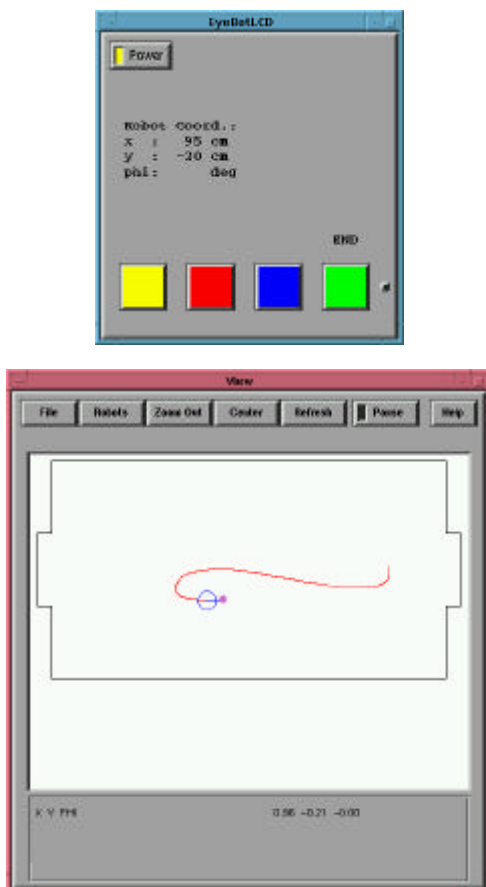 EyeBotLCD
Power
Robot Coord.:
x : 95 cm
y : -20 cm
phi: deg
END
View
File Robots Zoom Out Center Refresh Pause Help
X Y PHI 0.96 -0.21 -0.00